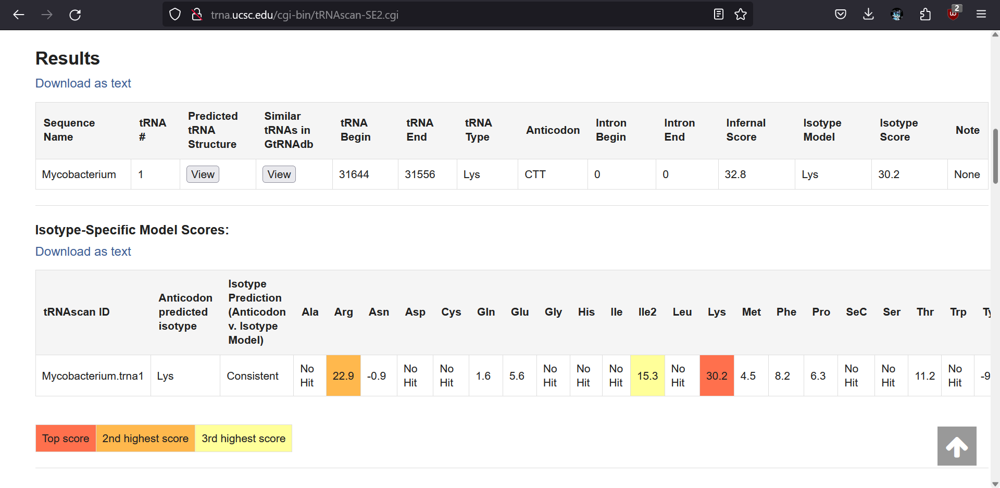 trna.ucsc.edu/cgi-bin/tRNAscan-SE2.cgi
2
Results
Download as text
Sequence Name	tRNA #	Predicted tRNA Structure	Similar tRNAs in GtRNAdb	tRNA Begin	tRNA End	tRNA Type	Anticodon	Intron Begin	Intron End	Infernal Score	Isotype Model	Isotype Score	Note
Mycobacterium	1	View	View	31644	31556	Lys	CTT	0	0	32.8	Lys	30.2	None
Isotype-Specific Model Scores:
Download as text
tRNAscan ID	Anticodon predicted isotype	Isotype Prediction (Anticodon v. Isotype Model)	Ala	Arg	Asn	Asp	Cys	Gln	Glu	Gly	His	Ile	Ile2	Leu	Lys	Met	Phe	Pro	SeC	Ser	Thr	Trp
Mycobacterium.trna1	Lys	Consistent	No Hit	22.9	-0.9	No Hit	No Hit	1.6	5.6	No Hit	No Hit	No Hit	15.3	No Hit	30.2	4.5	8.2	6.3	No Hit	No Hit	11.2	No Hit	-9
Top score	2nd highest score	3rd highest score